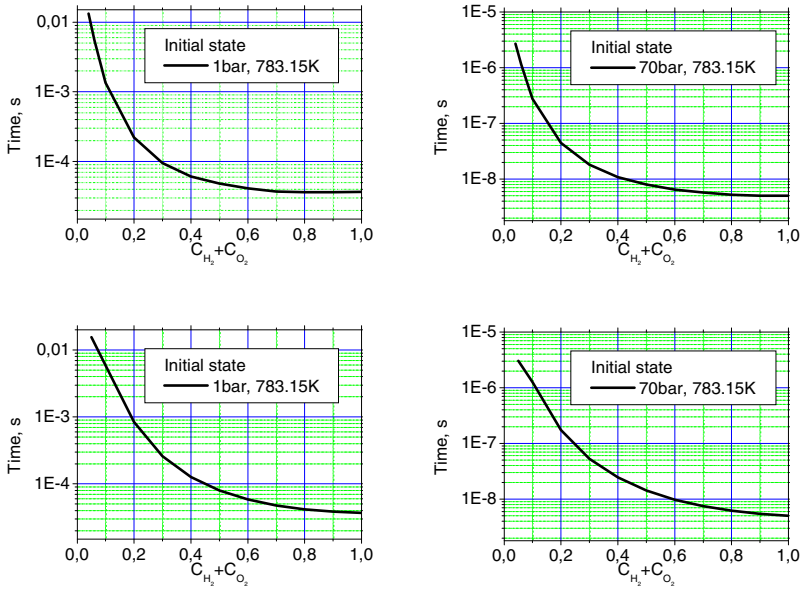 0,01
1E-3
1E-4
Time, s
Initial state
1bar, 783.15K
0,0 0,2 0,4 0,6 0,8 1,0
C_H₂+C_O₂
1E-5
1E-6
1E-7
1E-8
Time, s
Initial state
70bar, 783.15K
0,0 0,2 0,4 0,6 0,8 1,0
C_H₂+C_O₂
0,01
1E-3
1E-4
Time, s
Initial state
1bar, 783.15K
0,0 0,2 0,4 0,6 0,8 1,0
C_H₂+C_O₂
1E-5
1E-6
1E-7
1E-8
Time, s
Initial state
70bar, 783.15K
0,0 0,2 0,4 0,6 0,8 1,0
C_H₂+C_O₂